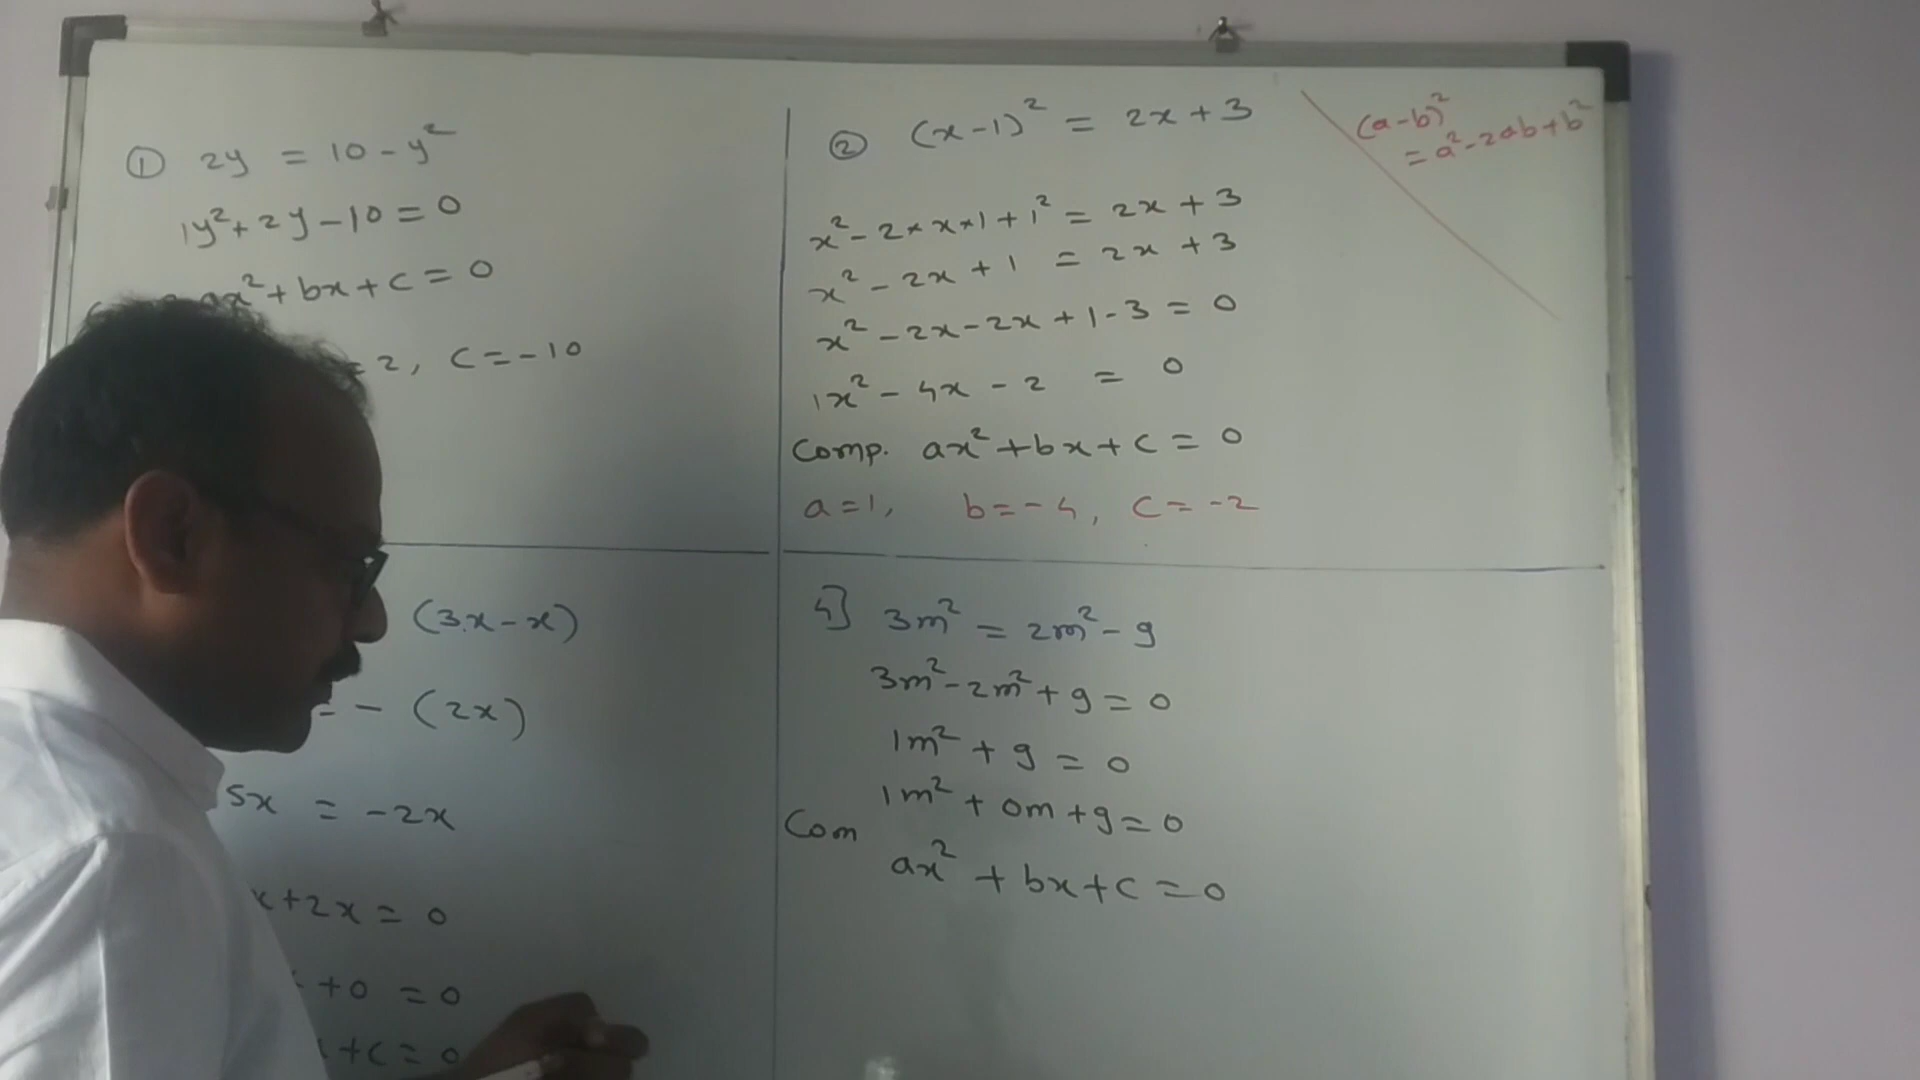 ① 2y = 10 - y²
1y² + 2y - 10 = 0
ax² + bx + c = 0
= 2, c = -10
② (x-1)² = 2x + 3
(a-b)²
= a² - 2ab + b²
x² - 2 × x × 1 + 1² = 2x + 3
x² - 2x + 1 = 2x + 3
x² - 2x - 2x + 1 - 3 = 0
1x² - 4x - 2 = 0
Comp. ax² + bx + c = 0
a = 1, b = -4, c = -2
(3x - x)
= - (2x)
5x = -2x
x + 2x = 0
+ 0 = 0
+ c = 0
4] 3m² = 2m² - 9
3m² - 2m² + 9 = 0
1m² + 9 = 0
1m² + 0m + 9 = 0
Com
ax² + bx + c = 0